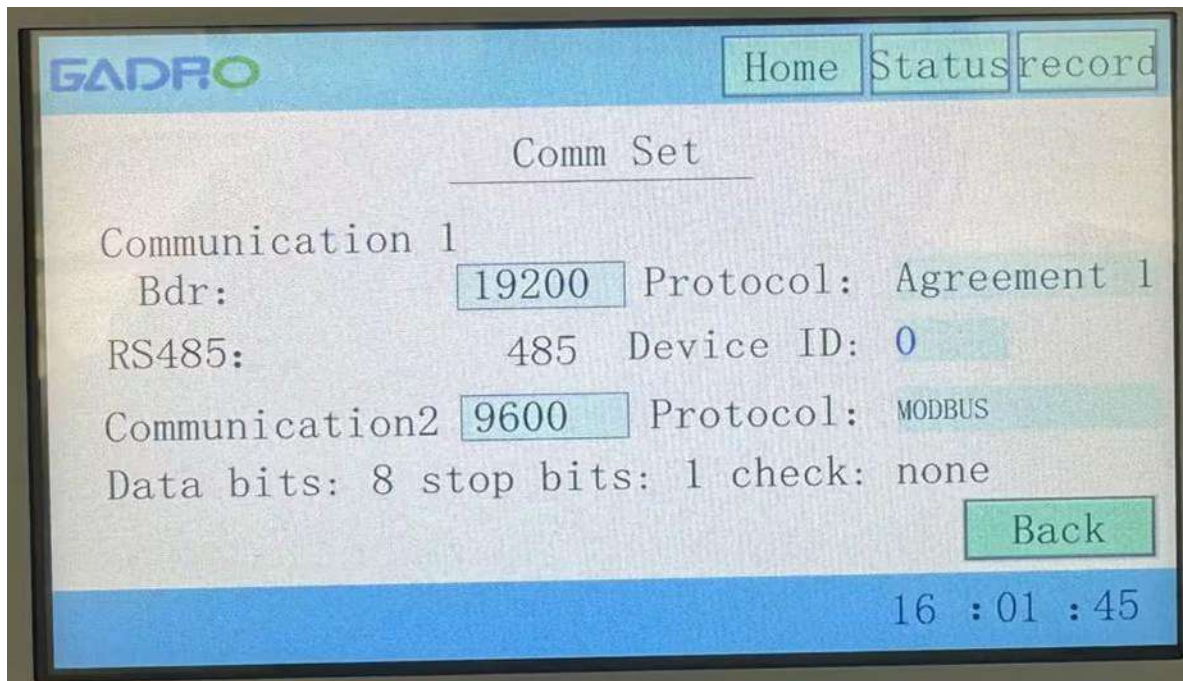 GADRO Home Status record
Comm Set
Communication 1
Bdr: 19200 Protocol: Agreement 1
RS485: 485 Device ID: 0
Communication2 9600 Protocol: MODBUS
Data bits: 8 stop bits: 1 check: none
Back
16 :01 :45